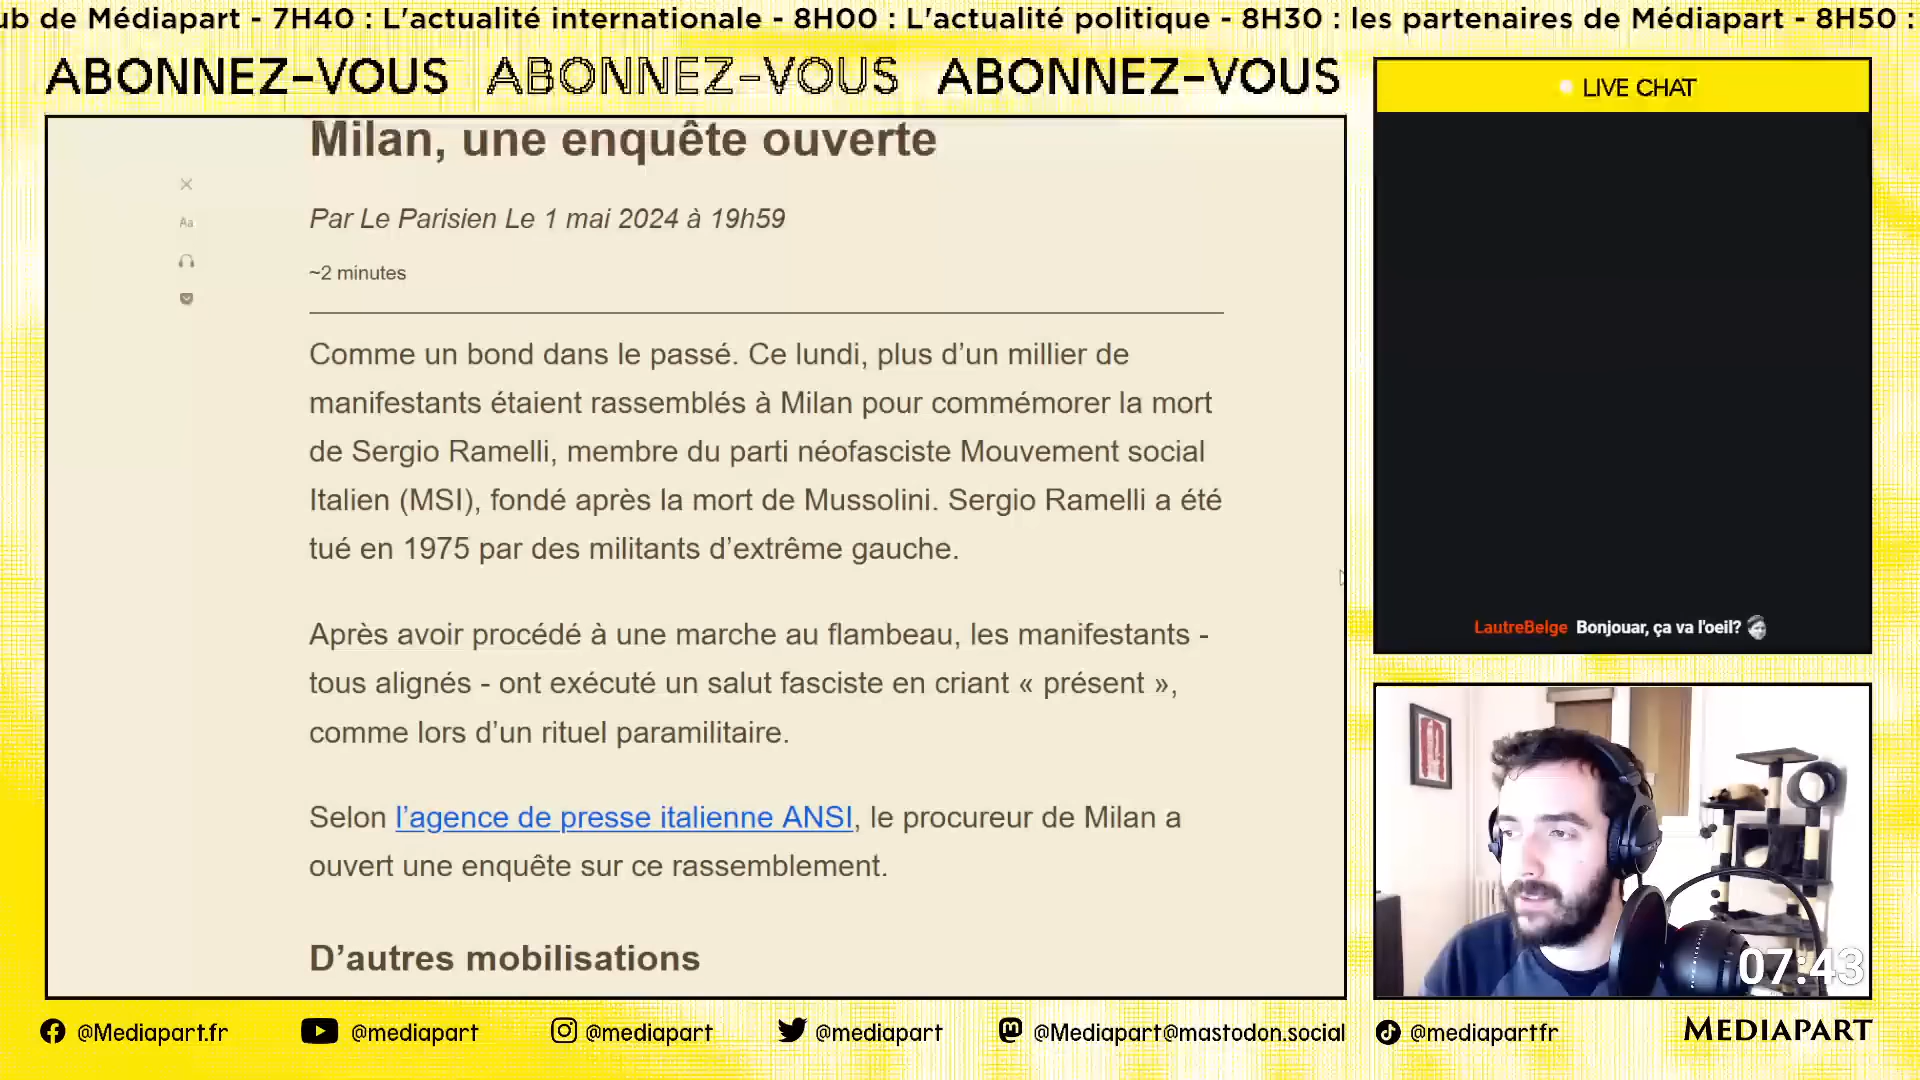 ub de Médiapart - 7H40 : L'actualité internationale - 8H00 : L'actualité politique - 8H30 : les partenaires de Médiapart - 8H50 :
ABONNEZ-VOUS ABONNEZ-VOUS ABONNEZ-VOUS
LIVE CHAT
Milan, une enquête ouverte
Aa
Par Le Parisien Le 1 mai 2024 à 19h59
~2 minutes
Comme un bond dans le passé. Ce lundi, plus d’un millier de
manifestants étaient rassemblés à Milan pour commémorer la mort
de Sergio Ramelli, membre du parti néofasciste Mouvement social
Italien (MSI), fondé après la mort de Mussolini. Sergio Ramelli a été
tué en 1975 par des militants d’extrême gauche.
Après avoir procédé à une marche au flambeau, les manifestants -
tous alignés - ont exécuté un salut fasciste en criant « présent »,
comme lors d’un rituel paramilitaire.
Selon l’agence de presse italienne ANSI, le procureur de Milan a
ouvert une enquête sur ce rassemblement.
D’autres mobilisations
LautreBelge Bonjouar, ça va l'oeil?
07:43
@Mediapart.fr @mediapart @mediapart @mediapart @Mediapart@mastodon.social @mediapartfr MEDIAPART